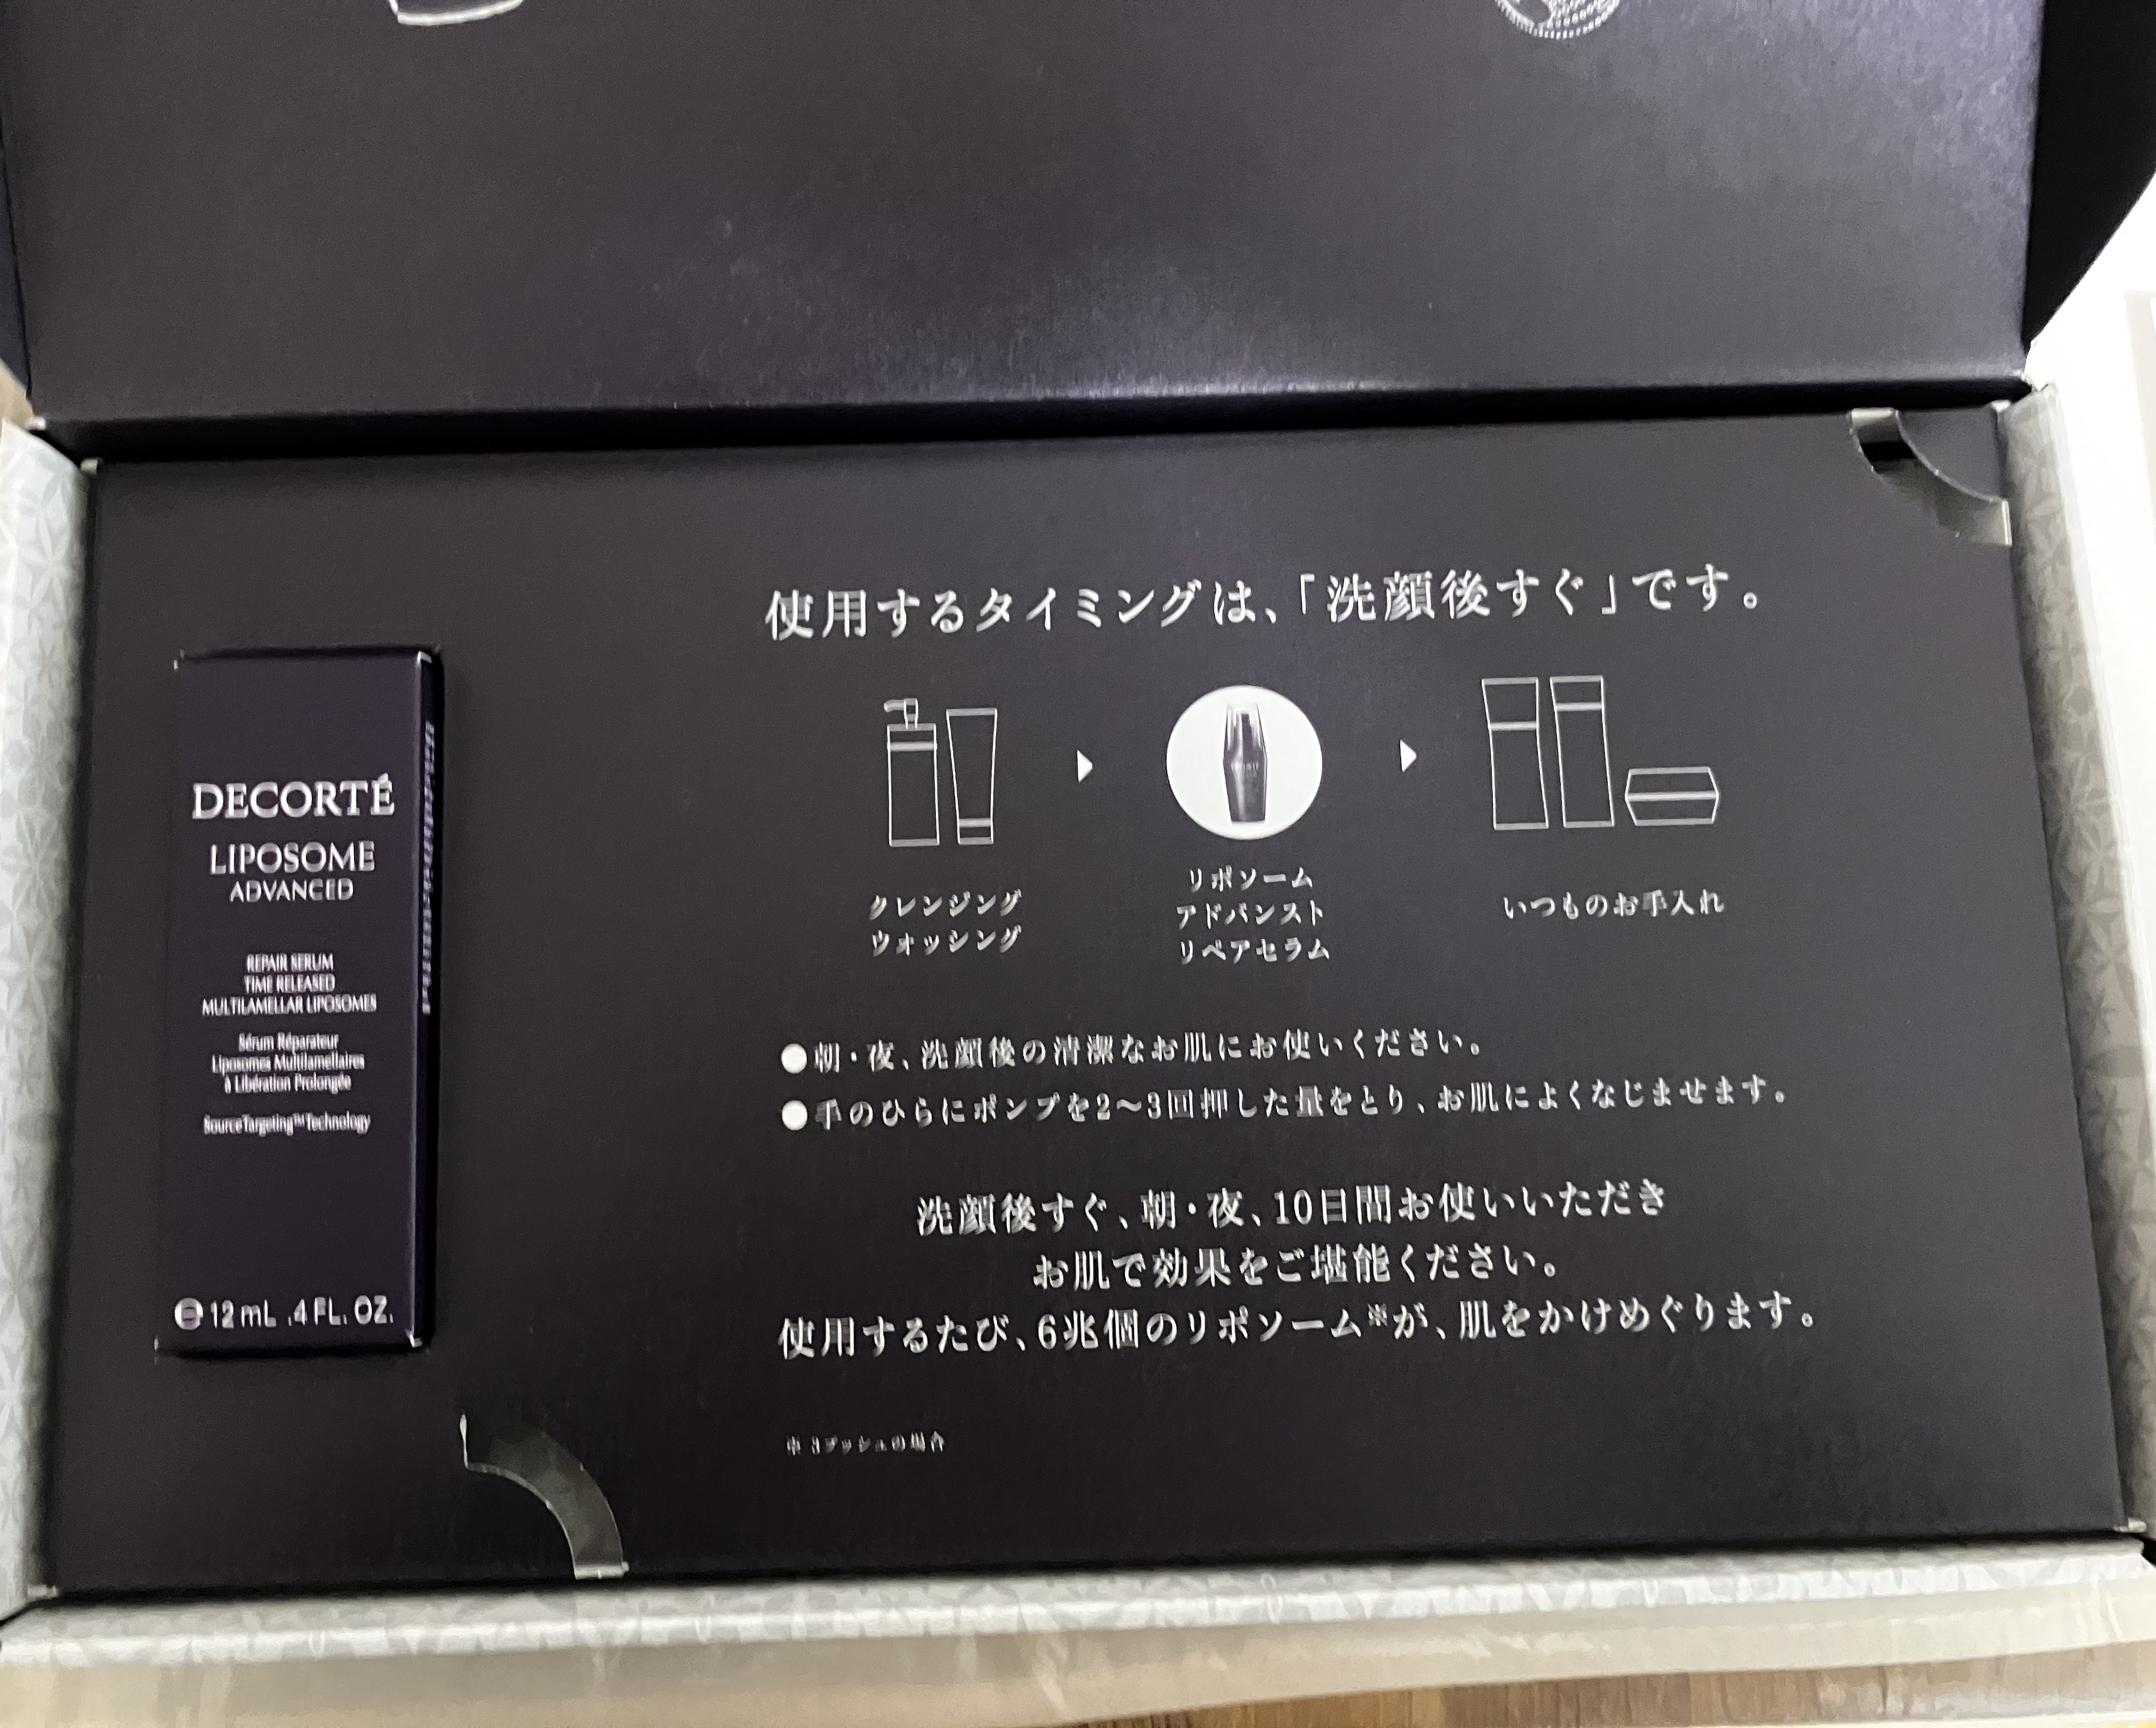 DECORTÉ
LIPOSOME
ADVANCED
REPAIR SERUM
TIME RELEASED
MULTILAMELLAR LIPOSOMES
Sérum Réparateur
Liposomes Multilamellaires
à Libération Prolongée
SourceTargeting™Technology
12mL .4 FL. OZ.
使用するタイミングは、「洗顔後すぐ」です。
クレンジング
ウォッシング
リポソーム
アドバンスト
リペアセラム
いつものお手入れ
●朝・夜、洗顔後の清潔なお肌にお使いください。
●手のひらにポンプを2〜3回押した量をとり、お肌によくなじませます。
洗顔後すぐ、朝・夜、10日間お使いいただき
お肌で効果をご堪能ください。
使用するたび、6兆個のリポソーム※が、肌をかけめぐります。
※ 3プッシュの場合